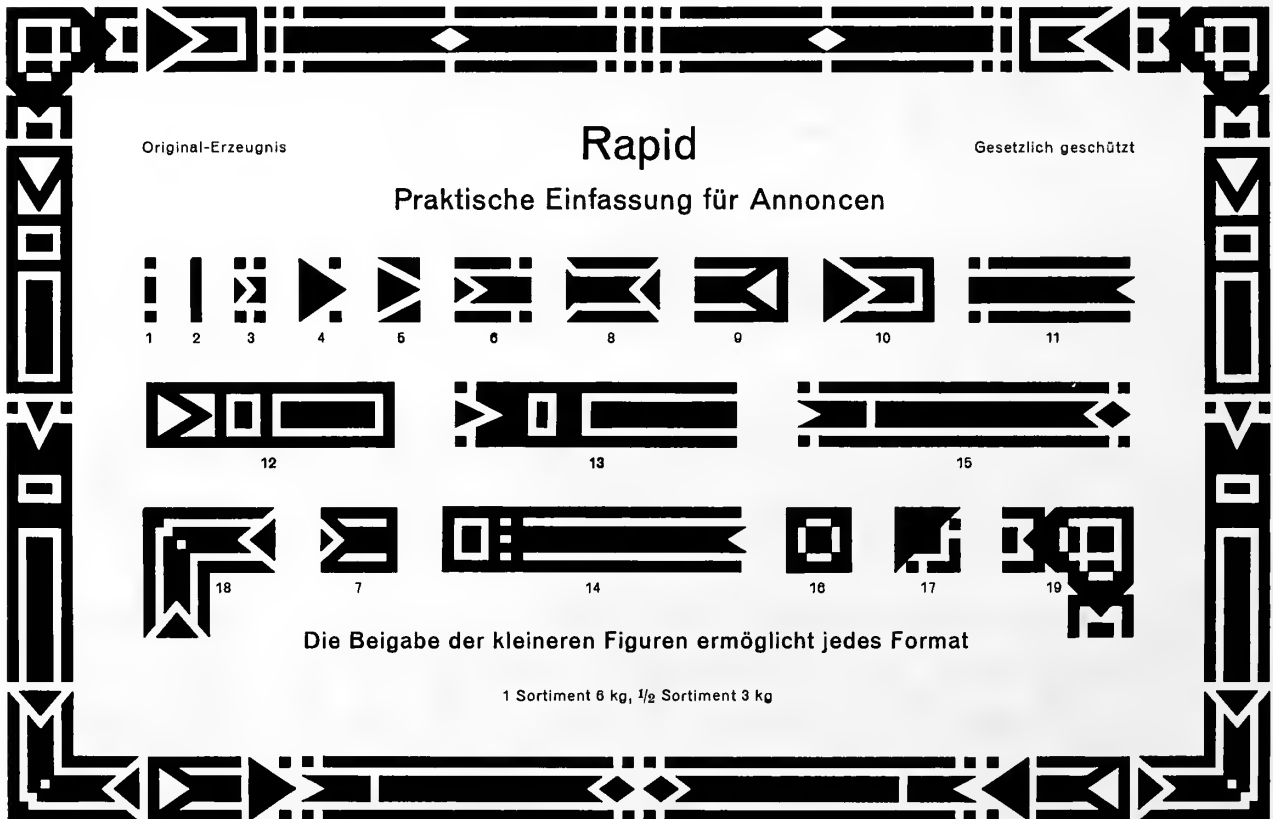 Original-Erzeugnis
Rapid
Gesetzlich geschützt
Praktische Einfassung für Annoncen
1 2 3 4 5 6 8 9 10 11
12 13 15
18 7 14 16 17 19
Die Beigabe der kleineren Figuren ermöglicht jedes Format
1 Sortiment 6 kg, 1/2 Sortiment 3 kg